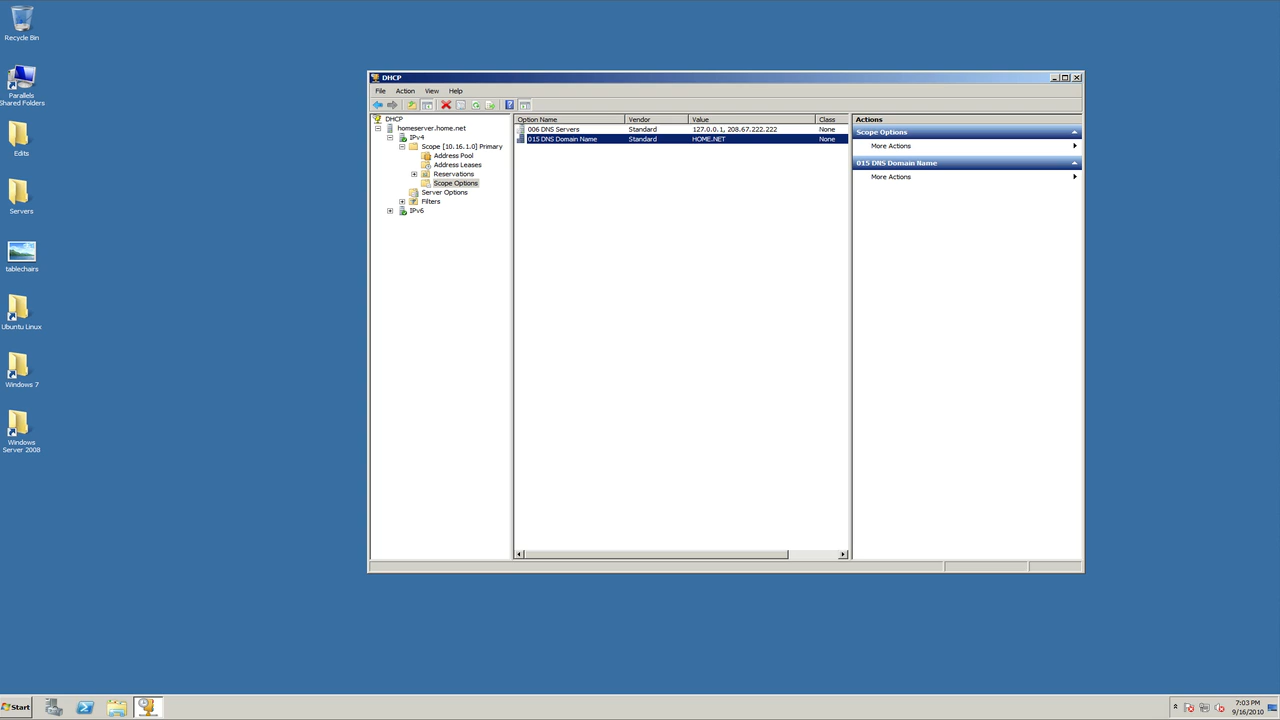 Recycle Bin
Parallels
Shared Folders
Edits
Servers
tablechairs
Ubuntu Linux
Windows 7
Windows
Server 2008
DHCP
File Action View Help
DHCP
homeserver.home.net
IPv4
Scope [10.16.1.0] Primary
Address Pool
Address Leases
Reservations
Scope Options
Server Options
Filters
IPv6
Option Name Vendor Value Class
006 DNS Servers Standard 127.0.0.1, 208.67.222.222 None
015 DNS Domain Name Standard HOME.NET None
Actions
Scope Options
More Actions
015 DNS Domain Name
More Actions
Start
7:03 PM
9/16/2010